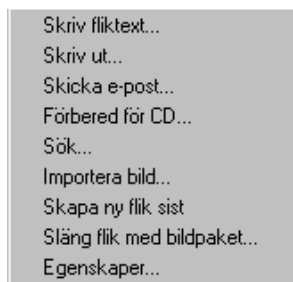 Skriv fliktext...
Skriv ut...
Skicka e-post...
Förbered för CD...
Sök...
Importera bild...
Skapa ny flik sist
Släng flik med bildpaket...
Egenskaper...